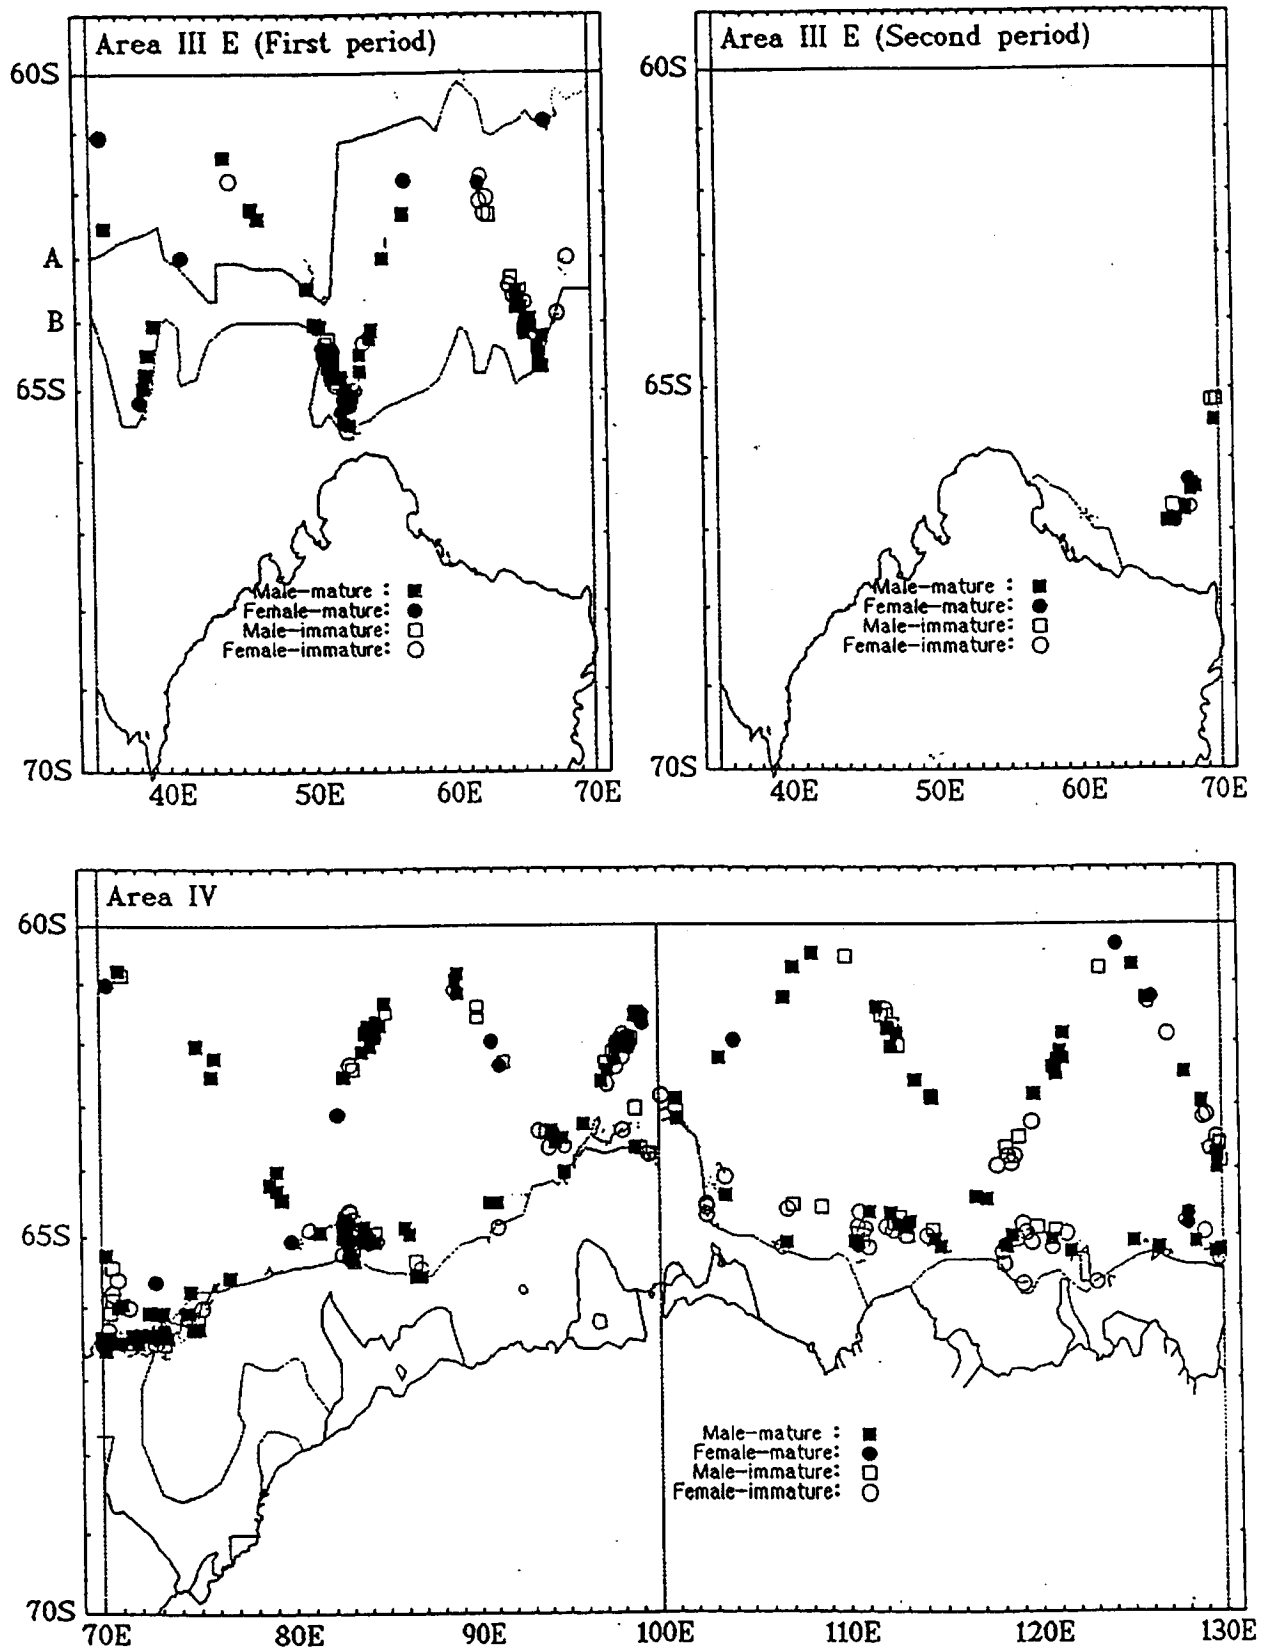 Area III E (First period)
60S
A
B
65S
Male-mature :
Female-mature:
Male-immature:
Female-immature:
70S
40E 50E 60E 70E
Area III E (Second period)
60S
65S
Male-mature :
Female-mature:
Male-immature:
Female-immature:
70S
40E 50E 60E 70E
Area IV
60S
65S
Male-mature :
Female-mature:
Male-immature:
Female-immature:
70S
70E 80E 90E 100E 110E 120E 130E